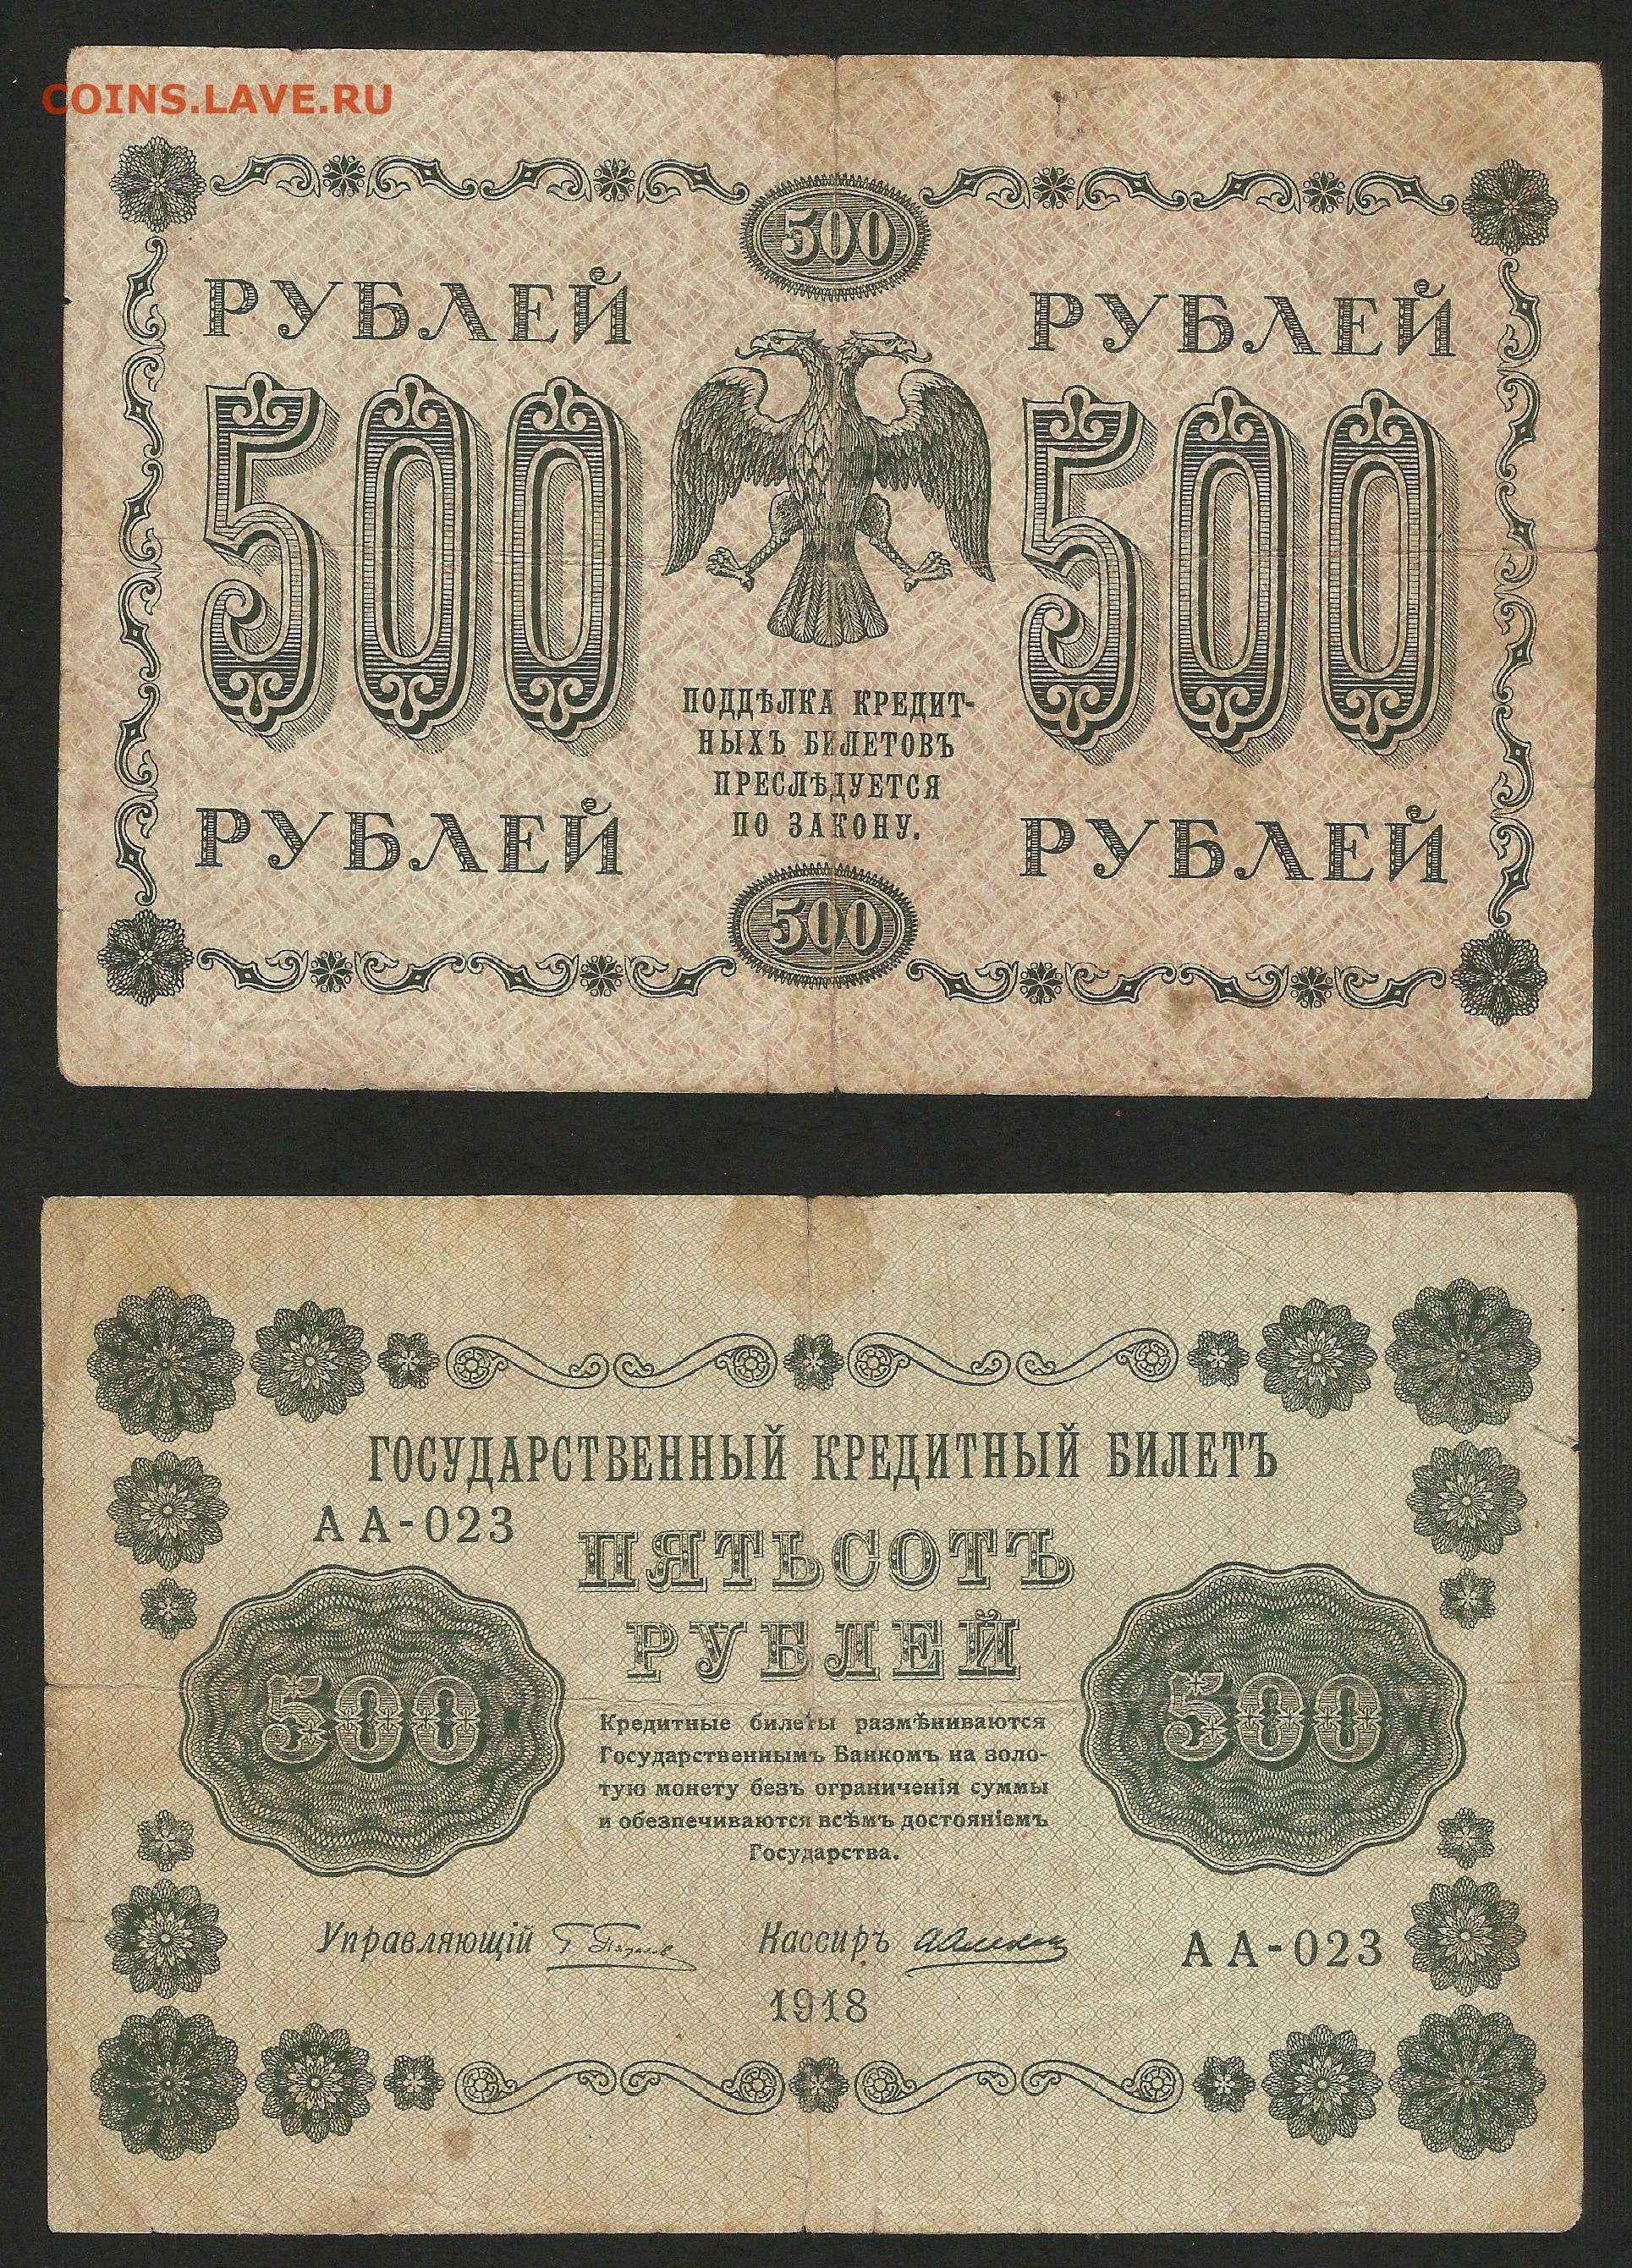 COINS.LAVE.RU
500
РУБЛЕЙ РУБЛЕЙ
500 500
ПОДДѢЛКА КРЕДИТ-
НЫХЪ БИЛЕТОВЪ
ПРЕСЛѢДУЕТСЯ
ПО ЗАКОНУ.
РУБЛЕЙ РУБЛЕЙ
500
ГОСУДАРСТВЕННЫЙ КРЕДИТНЫЙ БИЛЕТЪ
АА-023
ПЯТЬСОТЪ
РУБЛЕЙ
500 500
Кредитные билеты размѣниваются
Государственнымъ Банкомъ на золо-
тую монету безъ ограниченія суммы
и обезпечиваются всѣмъ достояніемъ
Государства.
Управляющій Кассиръ АА-023
1918